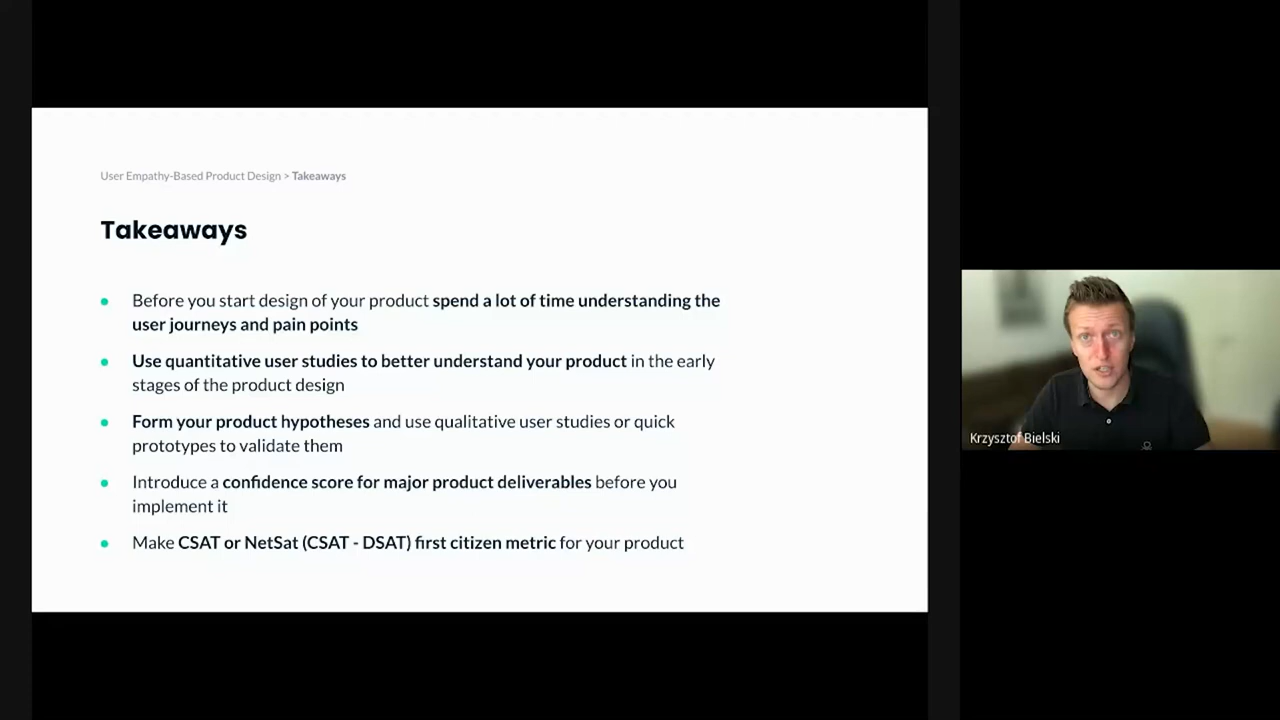 User Empathy-Based Product Design > Takeaways
Takeaways
Before you start design of your product spend a lot of time understanding the
user journeys and pain points
Use quantitative user studies to better understand your product in the early
stages of the product design
Form your product hypotheses and use qualitative user studies or quick
prototypes to validate them
Introduce a confidence score for major product deliverables before you
implement it
Make CSAT or NetSat (CSAT - DSAT) first citizen metric for your product
Krzysztof Bielski